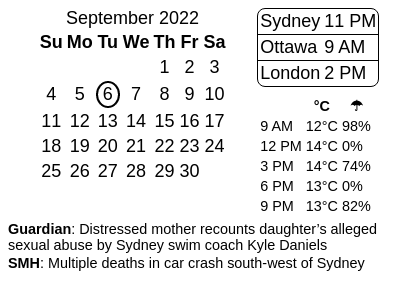 September 2022
Su Mo Tu We Th Fr Sa
1 2 3
4 5 6 7 8 9 10
11 12 13 14 15 16 17
18 19 20 21 22 23 24
25 26 27 28 29 30
Sydney 11 PM
Ottawa 9 AM
London 2 PM
°C ☂
9 AM 12°C 98%
12 PM 14°C 0%
3 PM 14°C 74%
6 PM 13°C 0%
9 PM 13°C 82%
Guardian: Distressed mother recounts daughter’s alleged
sexual abuse by Sydney swim coach Kyle Daniels
SMH: Multiple deaths in car crash south-west of Sydney